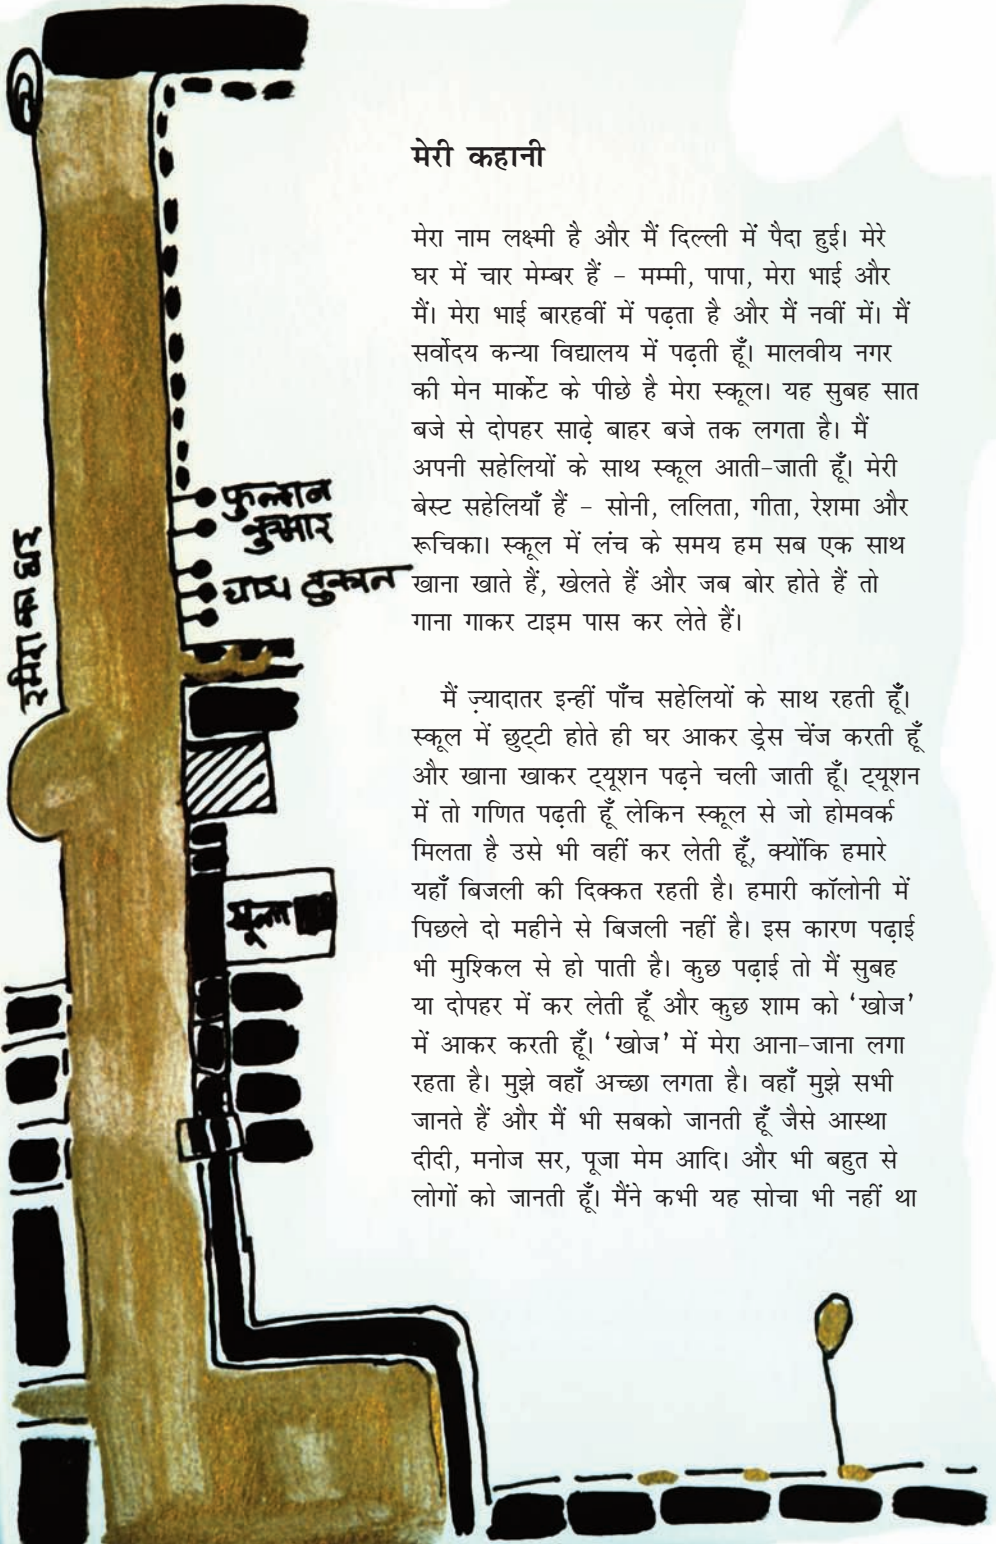 मेरी कहानी
मेरा नाम लक्ष्मी है और मैं दिल्ली में पैदा हुई। मेरे
घर में चार मेम्बर हैं – मम्मी, पापा, मेरा भाई और
मैं। मेरा भाई बारहवीं में पढ़ता है और मैं नवीं में। मैं
सर्वोदय कन्या विद्यालय में पढ़ती हूँ। मालवीय नगर
की मेन मार्केट के पीछे है मेरा स्कूल। यह सुबह सात
बजे से दोपहर साढ़े बाहर बजे तक लगता है। मैं
अपनी सहेलियों के साथ स्कूल आती-जाती हूँ। मेरी
बेस्ट सहेलियाँ हैं – सोनी, ललिता, गीता, रेशमा और
रूचिका। स्कूल में लंच के समय हम सब एक साथ
खाना खाते हैं, खेलते हैं और जब बोर होते हैं तो
गाना गाकर टाइम पास कर लेते हैं।
मैं ज़्यादातर इन्हीं पाँच सहेलियों के साथ रहती हूँ।
स्कूल में छुट्टी होते ही घर आकर ड्रेस चेंज करती हूँ
और खाना खाकर ट्यूशन पढ़ने चली जाती हूँ। ट्यूशन
में तो गणित पढ़ती हूँ लेकिन स्कूल से जो होमवर्क
मिलता है उसे भी वहीं कर लेती हूँ, क्योंकि हमारे
यहाँ बिजली की दिक्कत रहती है। हमारी कॉलोनी में
पिछले दो महीने से बिजली नहीं है। इस कारण पढ़ाई
भी मुश्किल से हो पाती है। कुछ पढ़ाई तो मैं सुबह
या दोपहर में कर लेती हूँ और कुछ शाम को ‘खोज’
में आकर करती हूँ। ‘खोज’ में मेरा आना-जाना लगा
रहता है। मुझे वहाँ अच्छा लगता है। वहाँ मुझे सभी
जानते हैं और मैं भी सबको जानती हूँ जैसे आस्था
दीदी, मनोज सर, पूजा मेम आदि। और भी बहुत से
लोगों को जानती हूँ। मैंने कभी यह सोचा भी नहीं था
का घर